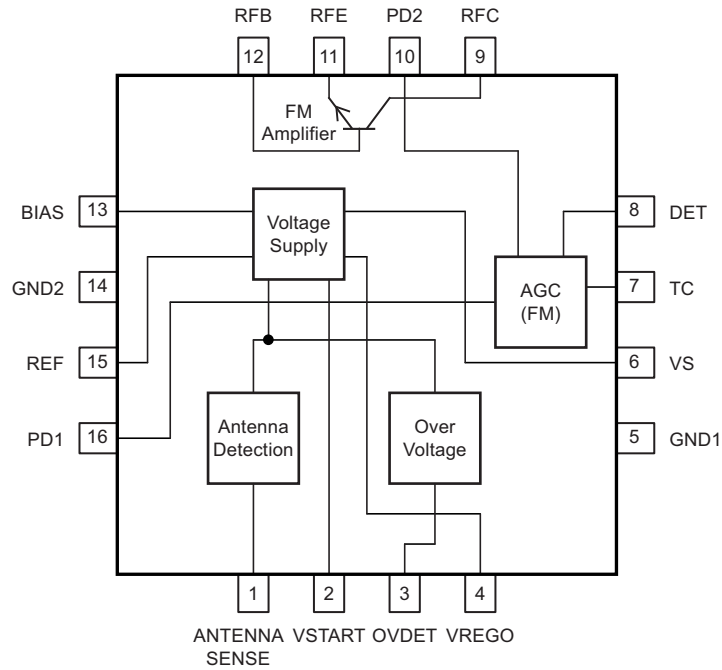 RFB RFE PD2 RFC
12 11 10 9
FM
Amplifier
BIAS 13 Voltage
Supply 8 DET
GND2 14 AGC
(FM) 7 TC
REF 15 6 VS
PD1 16 Antenna
Detection Over
Voltage 5 GND1
1 2 3 4
ANTENNA
SENSE VSTART OVDET VREGO